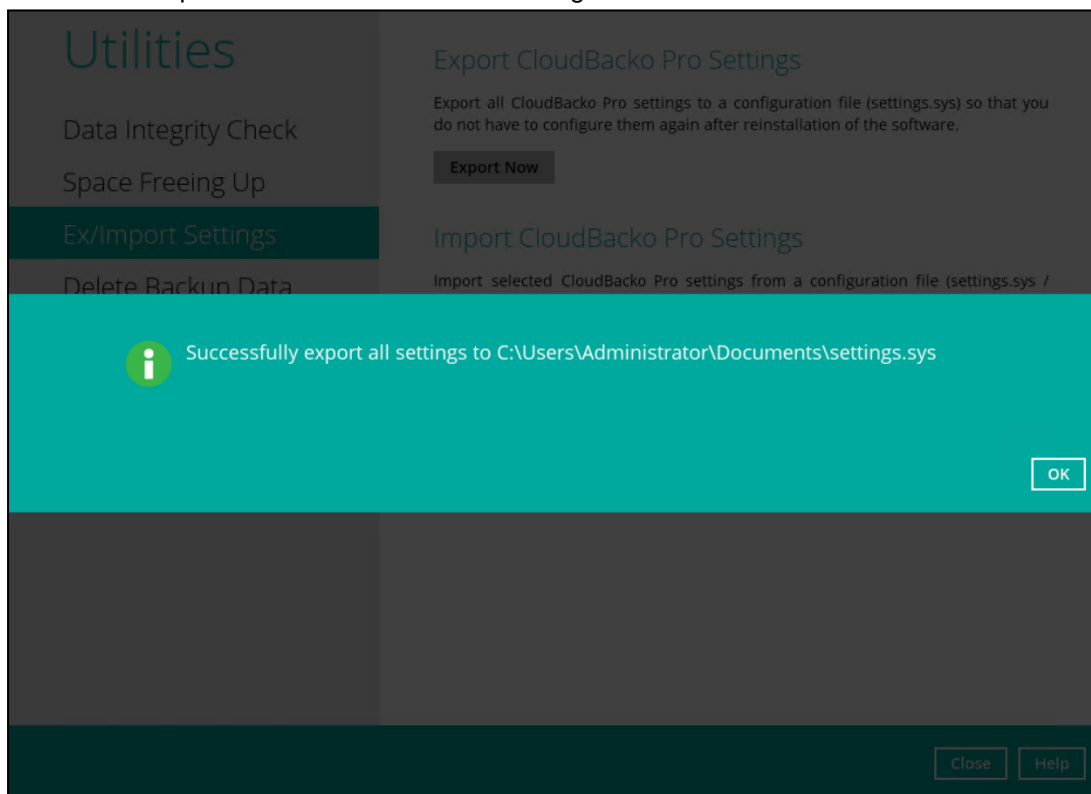 Utilities
Data Integrity Check
Space Freeing Up
Ex/Import Settings
Delete Backup Data
Export CloudBacko Pro Settings
Export all CloudBacko Pro settings to a configuration file (settings.sys) so that you
do not have to configure them again after reinstallation of the software.
Export Now
Import CloudBacko Pro Settings
Import selected CloudBacko Pro settings from a configuration file (settings.sys /
Successfully export all settings to C:\Users\Administrator\Documents\settings.sys
OK
Close
Help